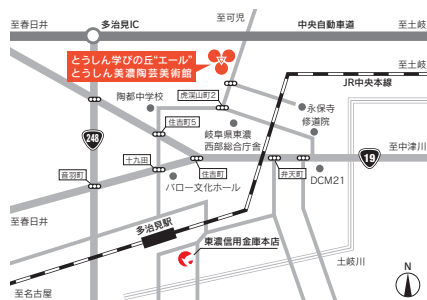 至春日井
多治見IC
至可児
中央自動車道
至土岐
とうしん学びの丘“エール”
とうしん美濃陶芸美術館
至土岐
JR中央本線
陶都中学校
虎渓山町2
永保寺
修道院
住吉町5
岐阜県東濃
西部総合庁舎
248
十九田
19
至中津川
音羽町
住吉町
弁天町
バロー文化ホール
DCM21
至春日井
多治見駅
東濃信用金庫本店
土岐川
至名古屋
N